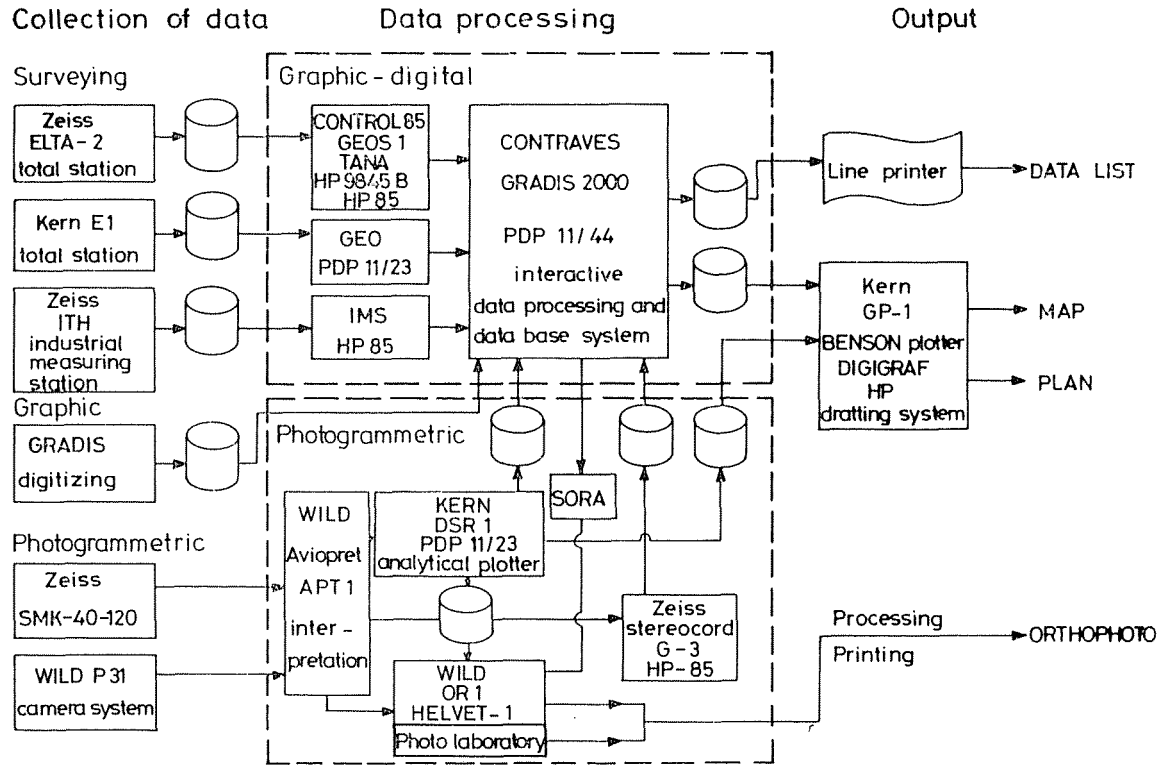 Collection of data
Data processing
Output
Surveying
Zeiss
ELTA-2
total station
Kern E1
total station
Zeiss
ITH
industrial
measuring
station
Graphic
GRADIS
digitizing
Photogrammetric
Zeiss
SMK-40-120
WILD P31
camera system
Graphic-digital
CONTROL85
GEOS 1
TANA
HP 9845 B
HP 85
GEO
PDP 11/23
IMS
HP 85
CONTRAVES
GRADIS 2000
PDP 11/44
interactive
data processing and
data base system
Photogrammetric
WILD
Aviopret
APT 1
inter-
pretation
KERN
DSR 1
PDP 11/23
analytical plotter
SORA
Zeiss
stereocord
G-3
HP-85
WILD
OR 1
HELVET-1
Photo laboratory
Line printer
DATA LIST
Kern
GP-1
BENSON plotter
DIGIGRAF
HP
dratting system
MAP
PLAN
Processing
Printing
ORTHOPHOTO